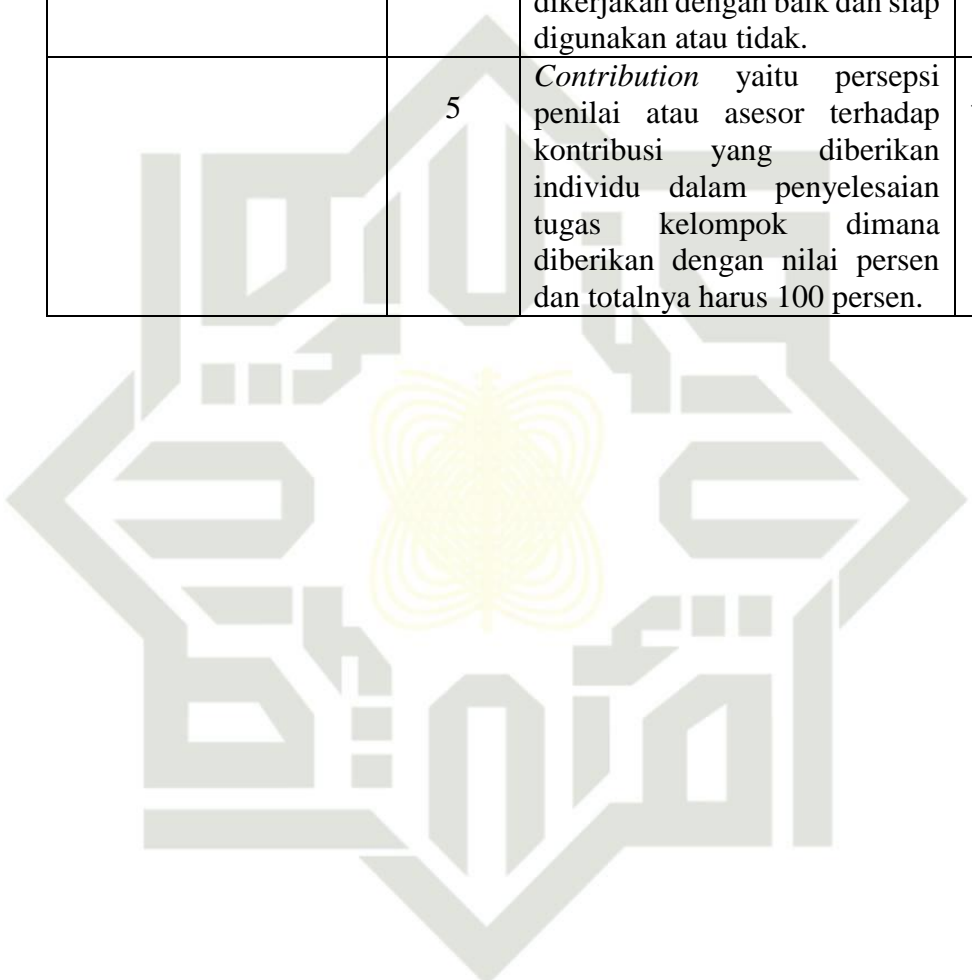 dikerjakan dengan baik dan siap
digunakan atau tidak.
5
Contribution yaitu persepsi
penilai atau asesor terhadap
kontribusi yang diberikan
individu dalam penyelesaian
tugas kelompok dimana
diberikan dengan nilai persen
dan totalnya harus 100 persen.